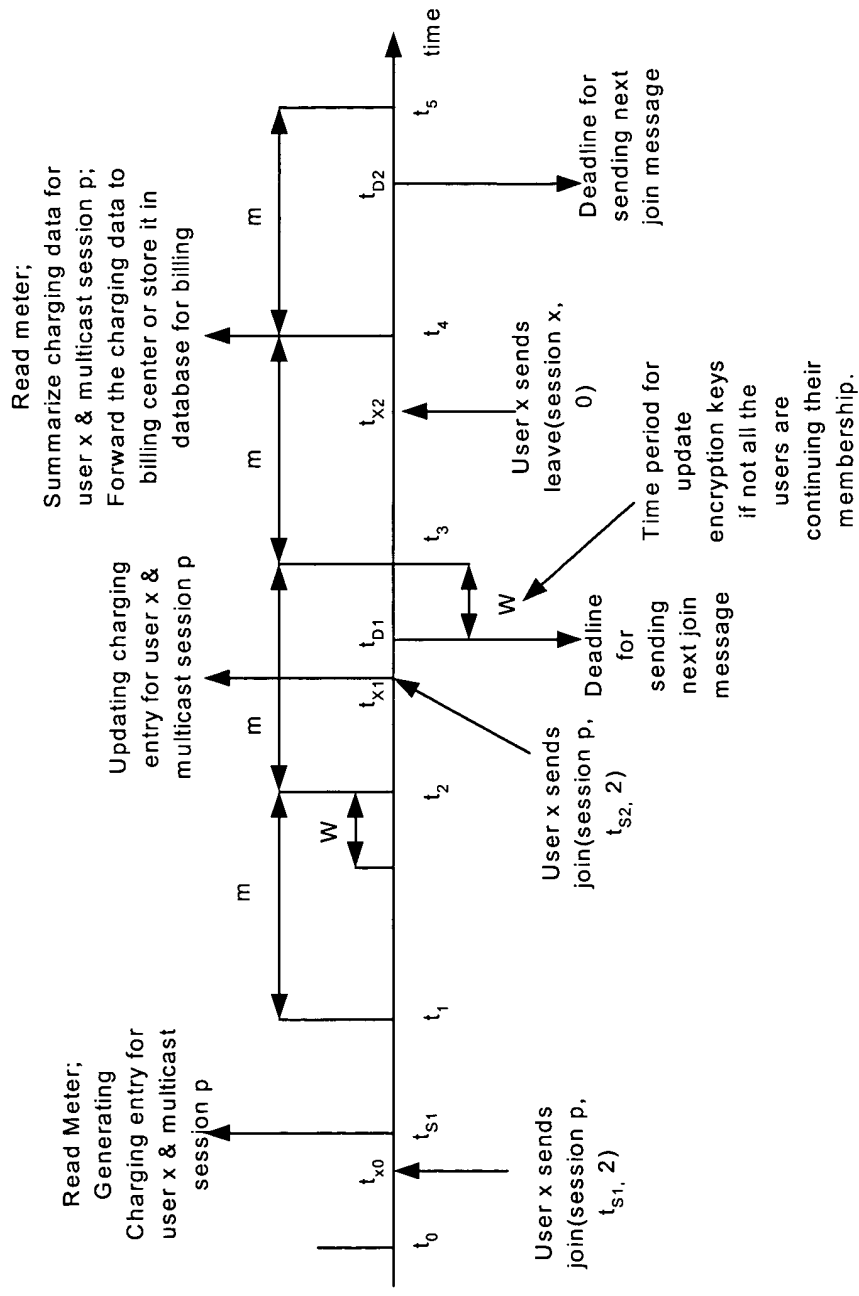 Read Meter;
Generating
Charging entry for
user x & multicast
session p
Updating charging
entry for user x &
multicast session p
Read meter;
Summarize charging data for
user x & multicast session p;
Forward the charging data to
billing center or store it in
database for billing
m
m
m
m
W
t0
tx0
tS1
t1
t2
tX1
tD1
t3
tX2
t4
tD2
t5
time
W
User x sends
join(session p,
tS1, 2)
User x sends
join(session p,
tS2, 2)
Deadline
for
sending
next join
message
User x sends
leave(session x,
0)
Time period for
update
encryption keys
if not all the
users are
continuing their
membership.
Deadline for
sending next
join message